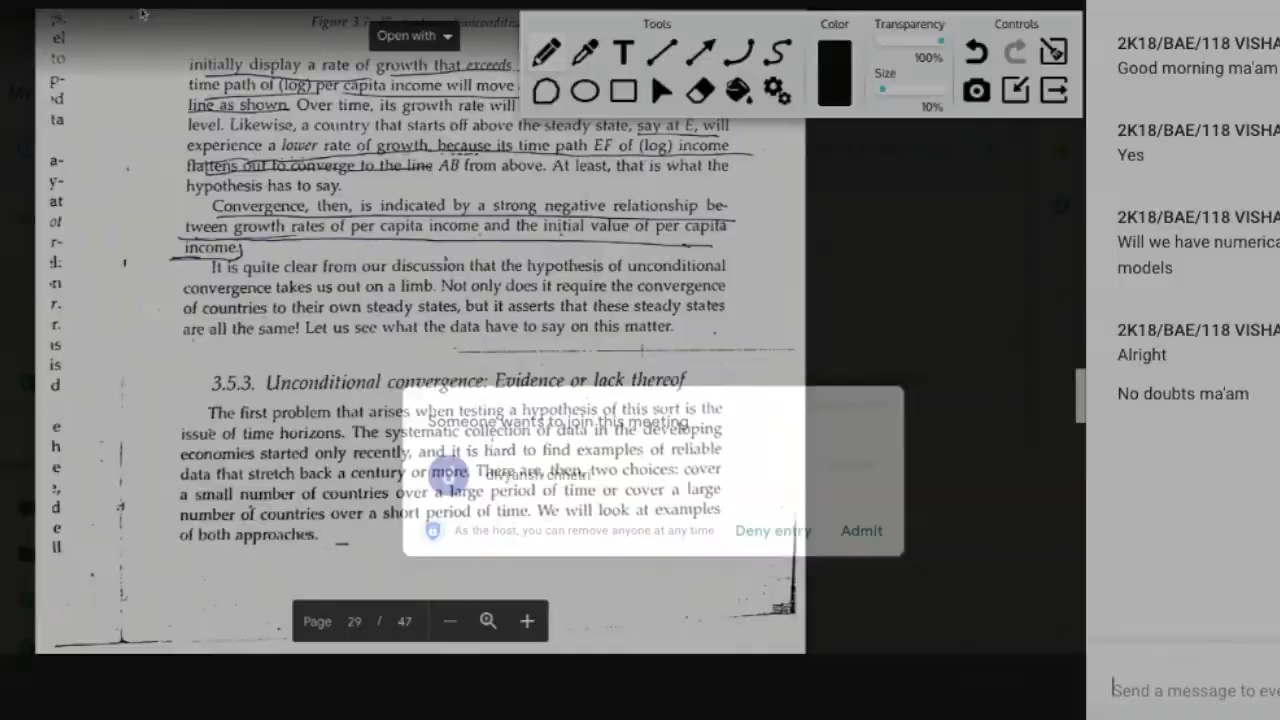 Figure 3.7.
Open with
Tools
Color
Transparency
Controls
100%
Size
10%
initially display a rate of growth that exceeds
time path of (log) per capita income will move
line as shown. Over time, its growth rate will
level. Likewise, a country that starts off above the steady state, say at E, will
experience a lower rate of growth, because its time path EF of (log) income
flattens out to converge to the line AB from above. At least, that is what the
hypothesis has to say.
Convergence, then, is indicated by a strong negative relationship be-
tween growth rates of per capita income and the initial value of per capita
income.
It is quite clear from our discussion that the hypothesis of unconditional
convergence takes us out on a limb. Not only does it require the convergence
of countries to their own steady states, but it asserts that these steady states
are all the same! Let us see what the data have to say on this matter.
3.5.3. Unconditional convergence: Evidence or lack thereof
The first problem that arises when testing a hypothesis of this sort is the
issue of time horizons. The systematic collection of data in the developing
economies started only recently, and it is hard to find examples of reliable
data that stretch back a century or more. There are, then, two choices: cover
a small number of countries over a large period of time or cover a large
number of countries over a short period of time. We will look at examples
of both approaches.
Someone wants to join this meeting
divyansh chhetri
As the host, you can remove anyone at any time
Deny entry
Admit
Page 29 / 47
el
to
p-
ta
a-
y-
at
of
r-
r.
is
is
d
e
h
e
d
e
ll
2K18/BAE/118 VISHA
Good morning ma'am
2K18/BAE/118 VISHA
Yes
2K18/BAE/118 VISHA
Will we have numerica
models
2K18/BAE/118 VISHA
Alright
No doubts ma'am
Send a message to eve